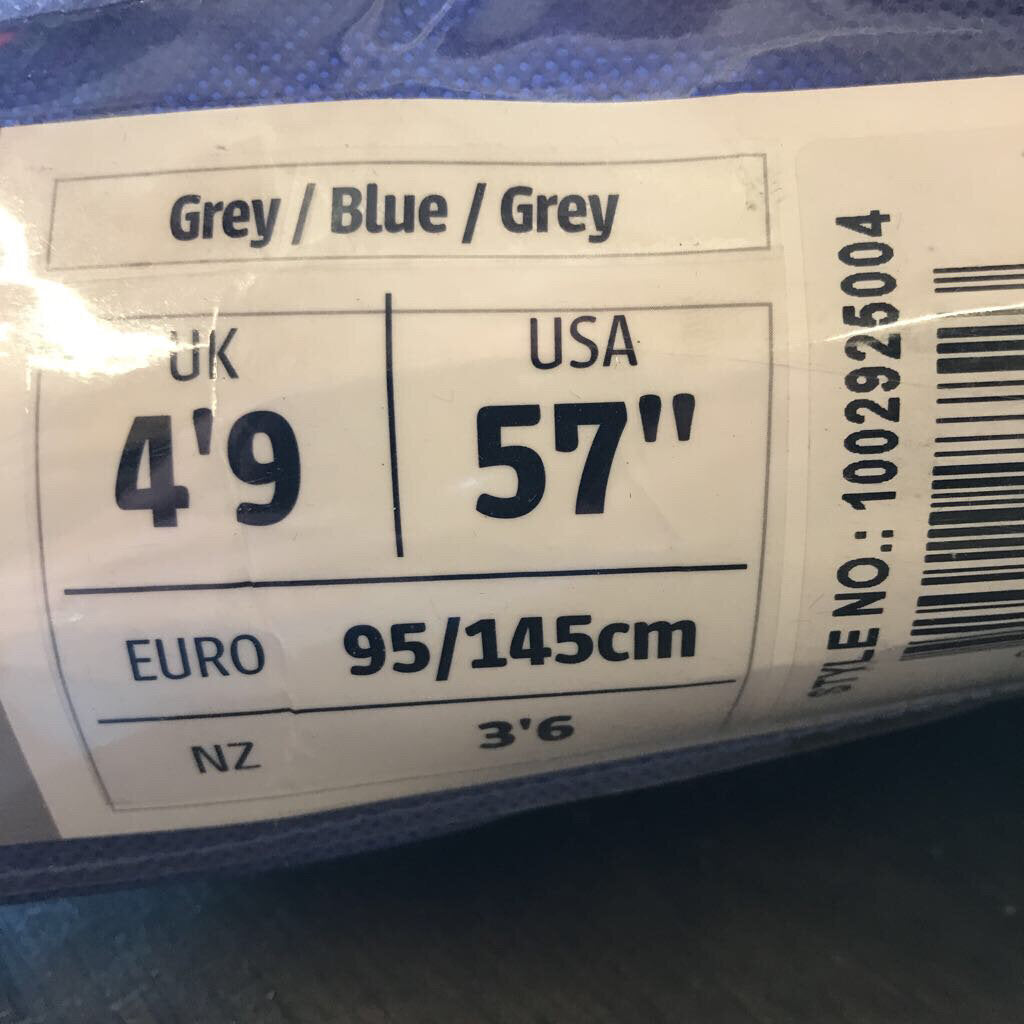 Grey / Blue / Grey
UK
4'9
USA
57"
EURO 95/145cm
NZ 3'6
STYLE NO.: 1002925004